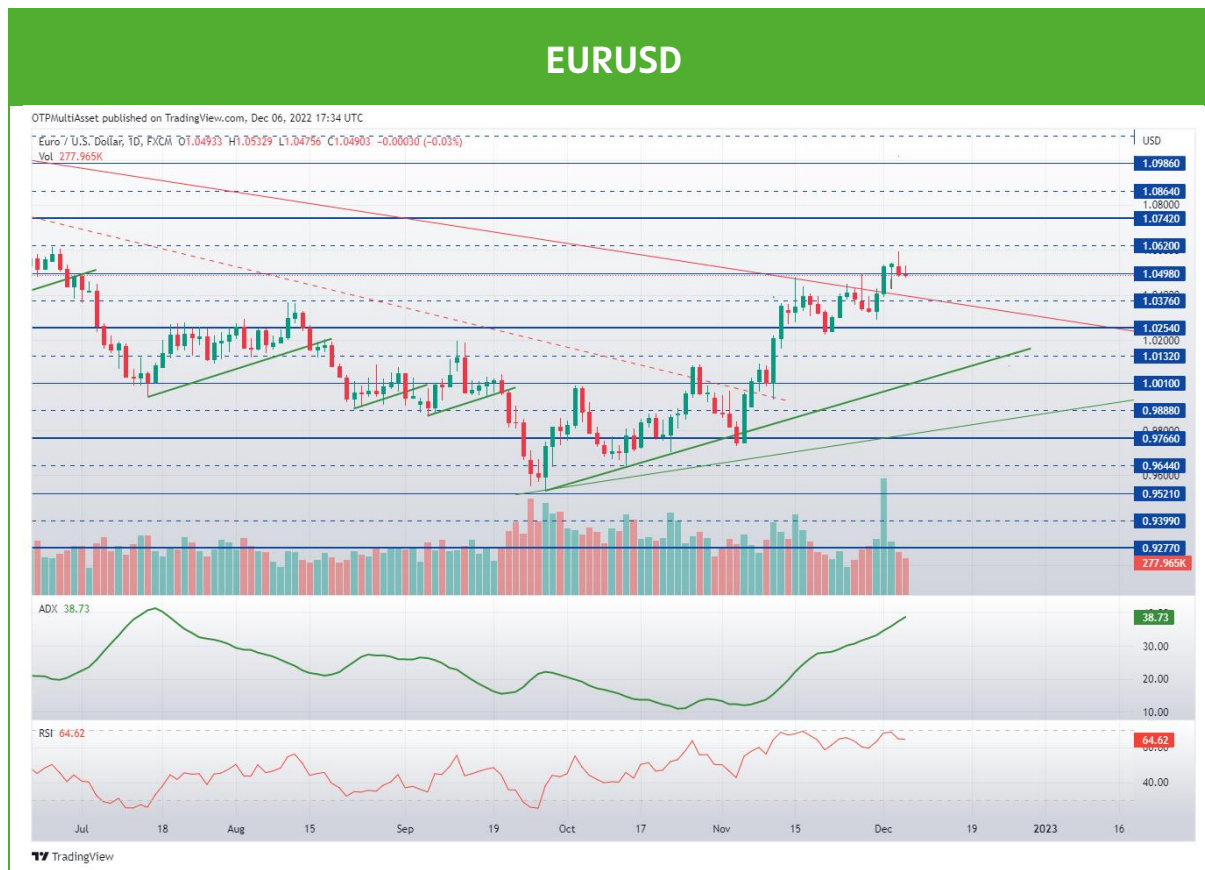 EURUSD
OTPMultiAsset published on TradingView.com, Dec 06, 2022 17:34 UTC
Euro / U.S. Dollar, 1D, FXCM O1.04933 H1.05329 L1.04756 C1.04903 −0.00030 (−0.03%)
Vol 277.965K
USD
1.09860
1.08640
1.08000
1.07420
1.06200
1.04980
1.03760
1.02540
1.02000
1.01320
1.00100
0.98880
0.98000
0.97660
0.96440
0.96000
0.95210
0.93990
0.92770
277.965K
ADX 38.73
38.73
30.00
20.00
10.00
RSI 64.62
64.62
60.00
40.00
Jul 18 Aug 15 Sep 19 Oct 17 Nov 15 Dec 19 2023 16
TradingView